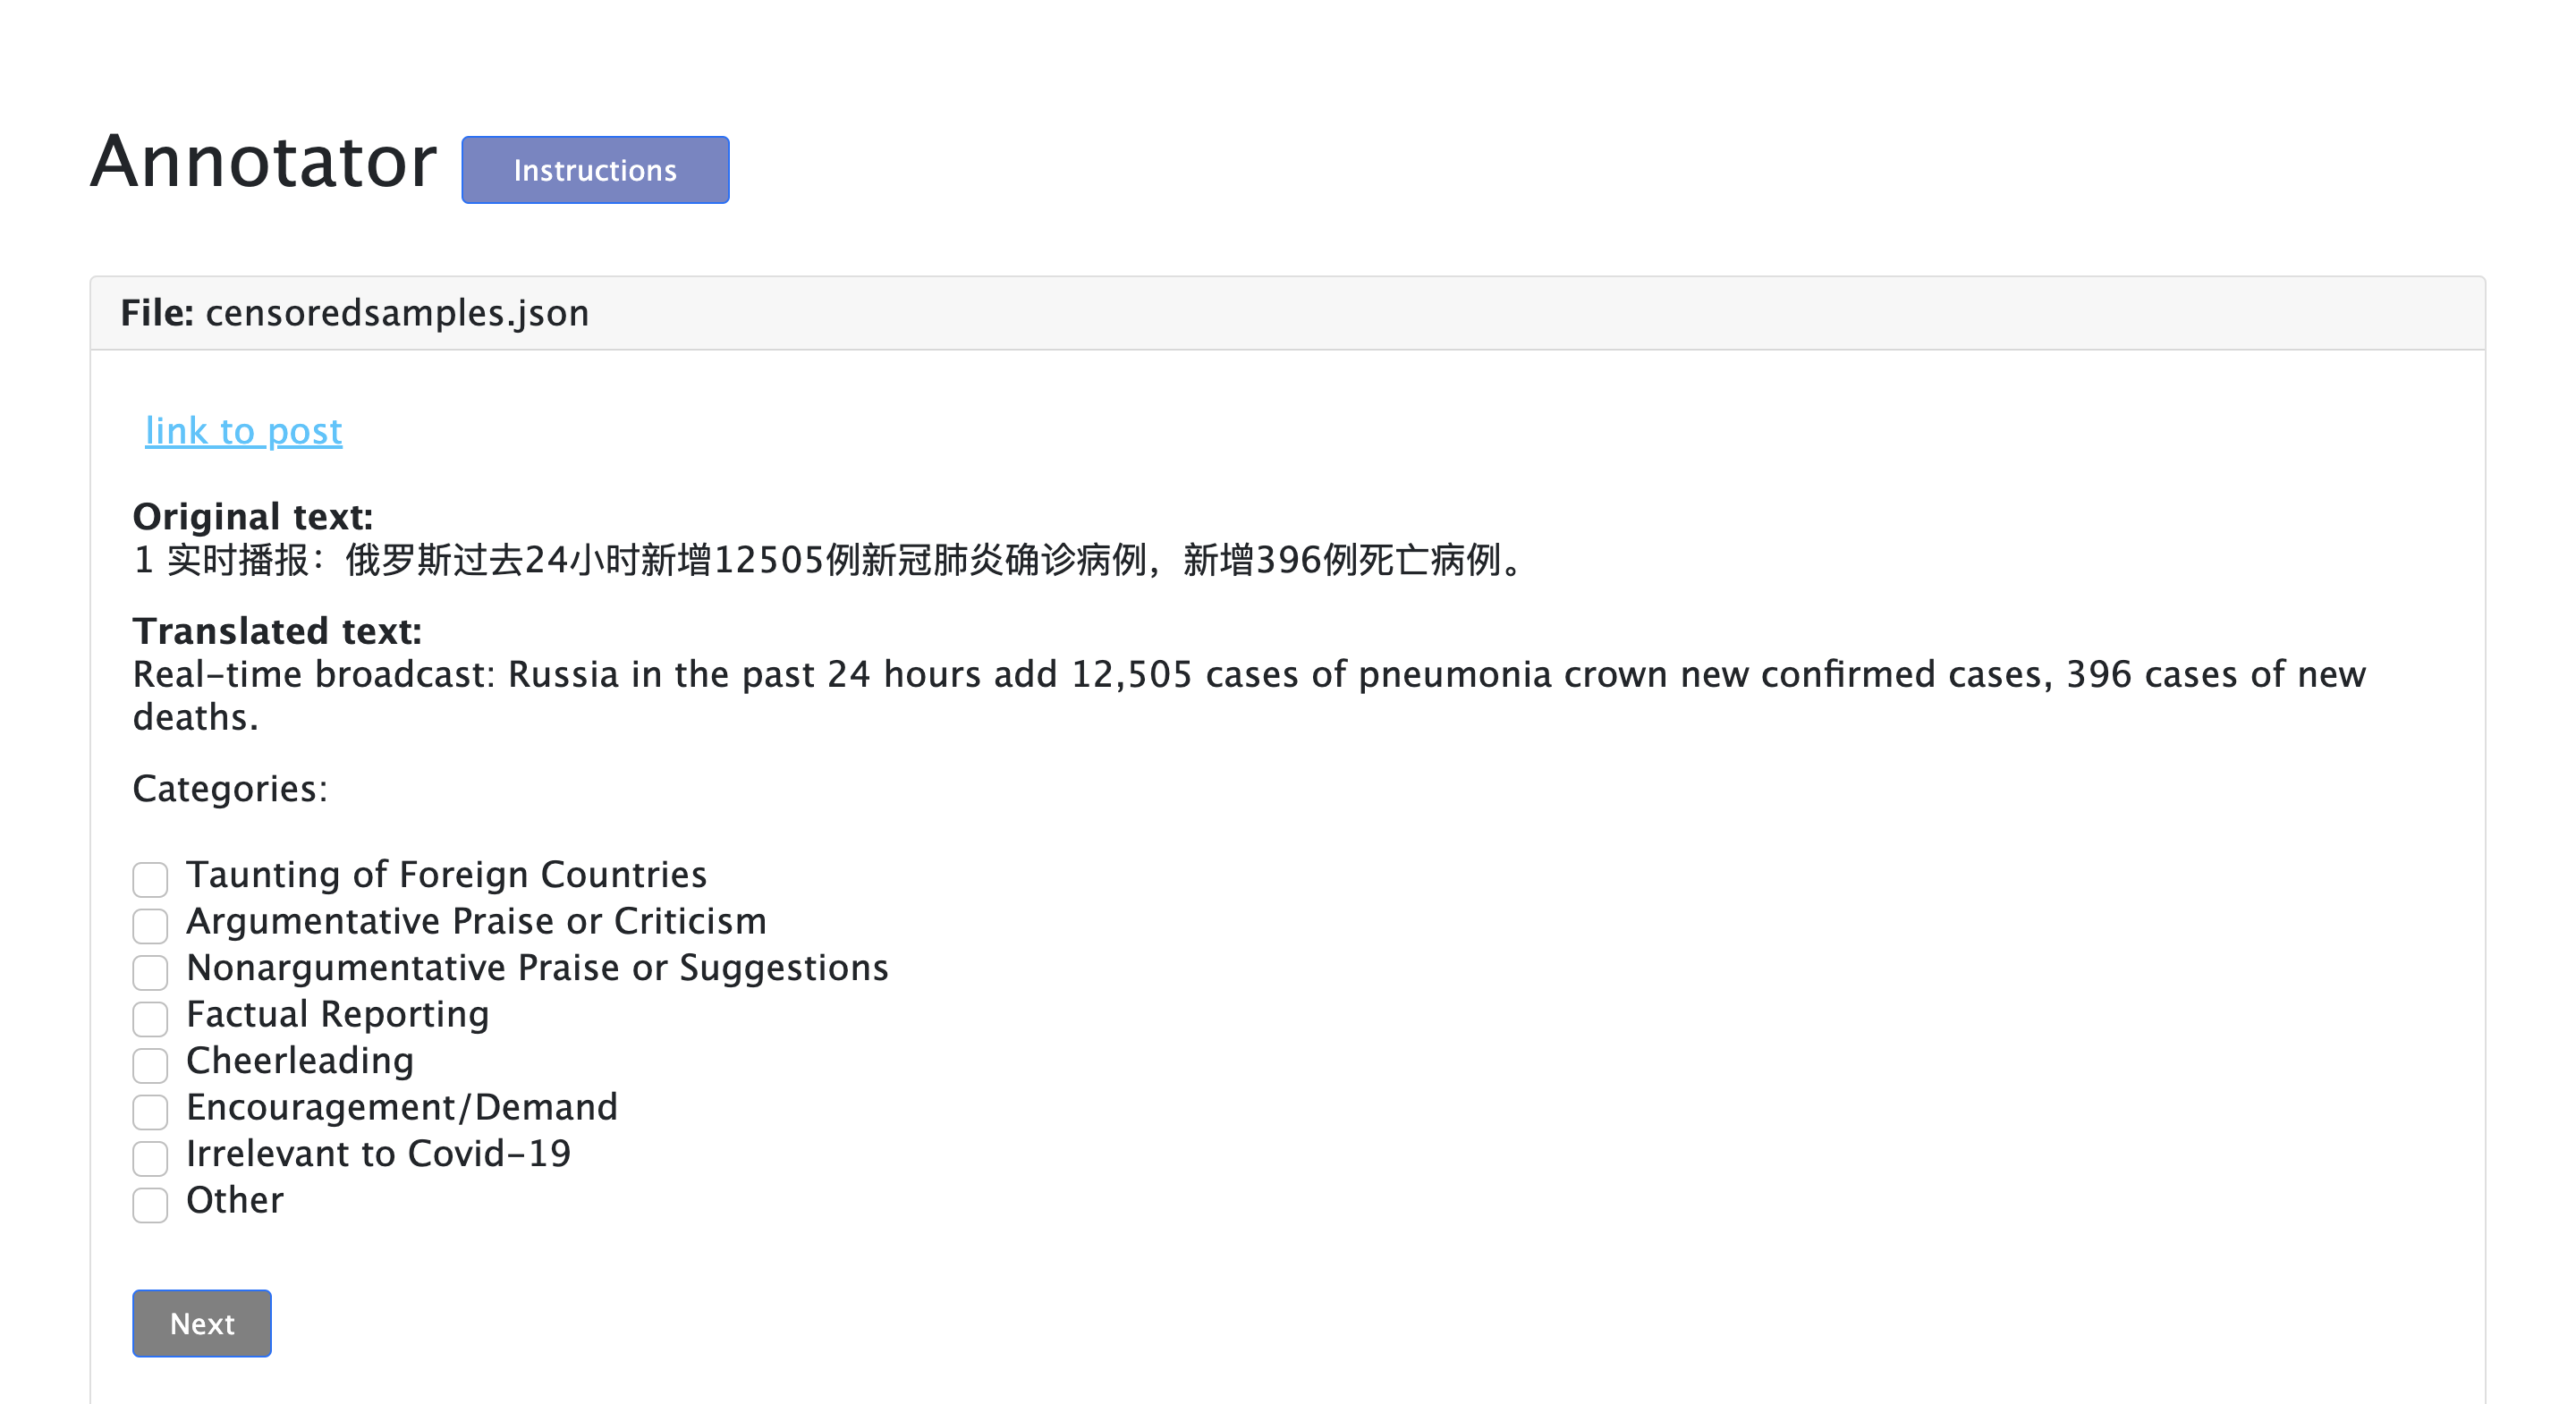 Annotator
Instructions
File: censoredsamples.json
link to post
Original text:
1 实时播报：俄罗斯过去24小时新增12505例新冠肺炎确诊病例，新增396例死亡病例。
Translated text:
Real-time broadcast: Russia in the past 24 hours add 12,505 cases of pneumonia crown new confirmed cases, 396 cases of new
deaths.
Categories:
Taunting of Foreign Countries
Argumentative Praise or Criticism
Nonargumentative Praise or Suggestions
Factual Reporting
Cheerleading
Encouragement/Demand
Irrelevant to Covid-19
Other
Next